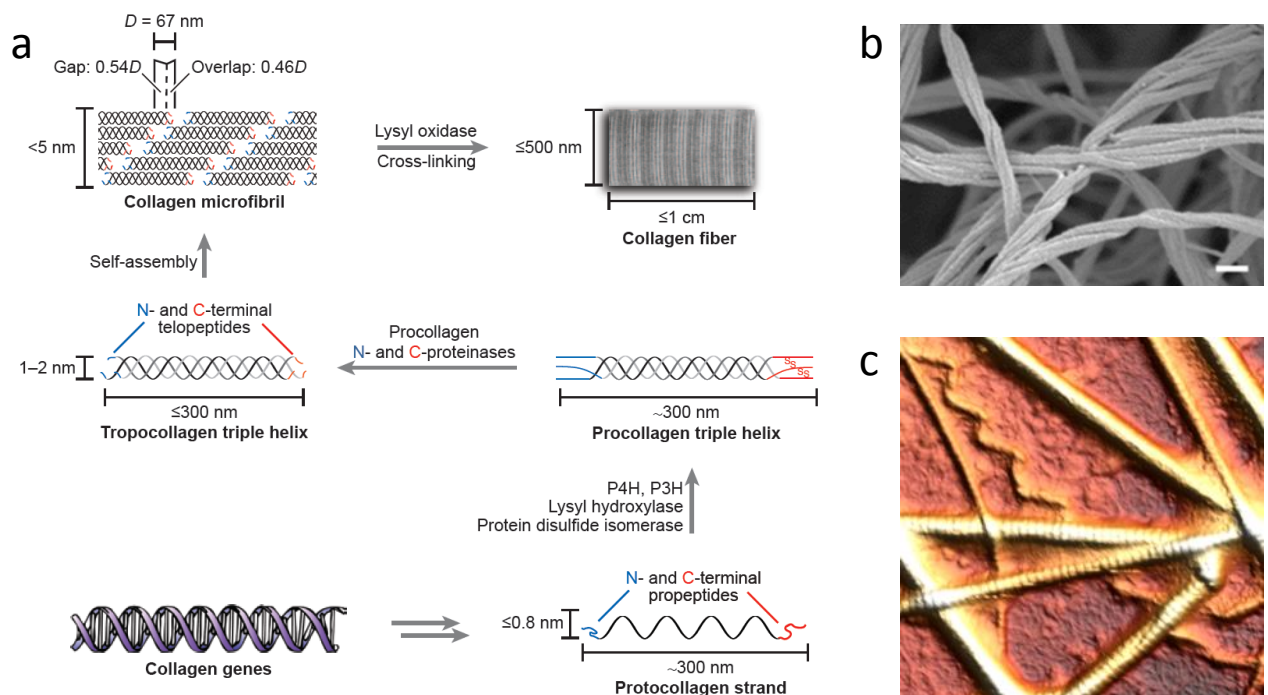 a
D = 67 nm
Gap: 0.54D
Overlap: 0.46D
<5 nm
Collagen microfibril
Lysyl oxidase
Cross-linking
≤500 nm
≤1 cm
Collagen fiber
Self-assembly
N- and C-terminal
telopeptides
1–2 nm
≤300 nm
Tropocollagen triple helix
Procollagen
N- and C-proteinases
S
S
S
S
~300 nm
Procollagen triple helix
P4H, P3H
Lysyl hydroxylase
Protein disulfide isomerase
Collagen genes
N- and C-terminal
propeptides
≤0.8 nm
~300 nm
Protocollagen strand
b
c